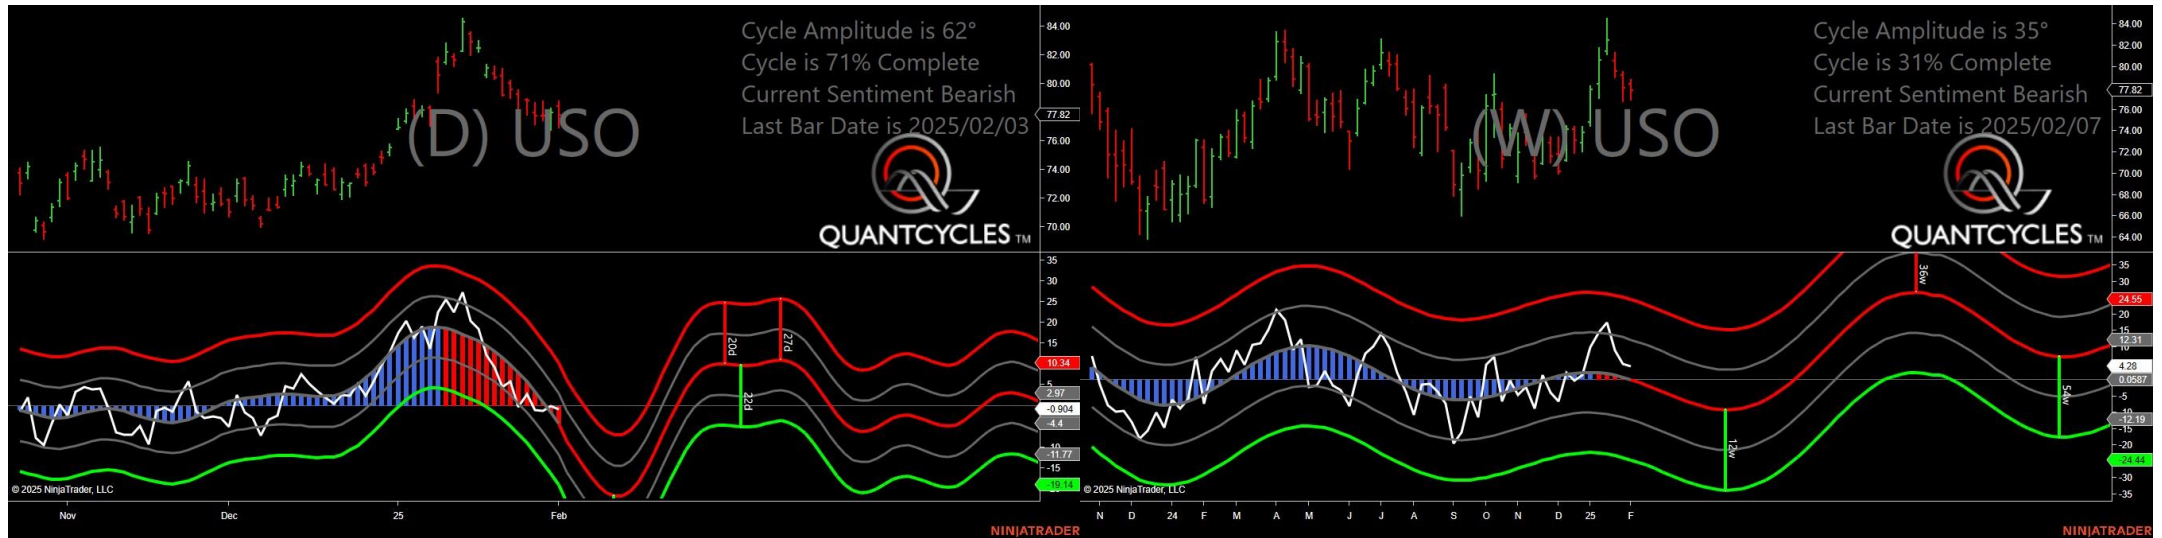 Cycle Amplitude is 62°
Cycle is 71% Complete
Current Sentiment Bearish
Last Bar Date is 2025/02/03
(D) USO
QUANTCYCLES TM
84.00
82.00
80.00
77.82
76.00
74.00
72.00
70.00
35
30
25
20
15
10.34
5
2.97
-0.904
-4.4
-11.77
-15
-19.14
20d
27d
22d
© 2025 NinjaTrader, LLC
Nov Dec 25 Feb
NINJATRADER
Cycle Amplitude is 35°
Cycle is 31% Complete
Current Sentiment Bearish
Last Bar Date is 2025/02/07
(W) USO
QUANTCYCLES TM
84.00
82.00
80.00
77.82
76.00
74.00
72.00
70.00
68.00
66.00
64.00
35
30
24.55
20
15
12.31
4.28
0.0587
-5
-12.19
-15
-20
-24.44
-30
-35
36w
54w
12w
© 2025 NinjaTrader, LLC
N D 24 F M A M J J A S O N D 25 F
NINJATRADER